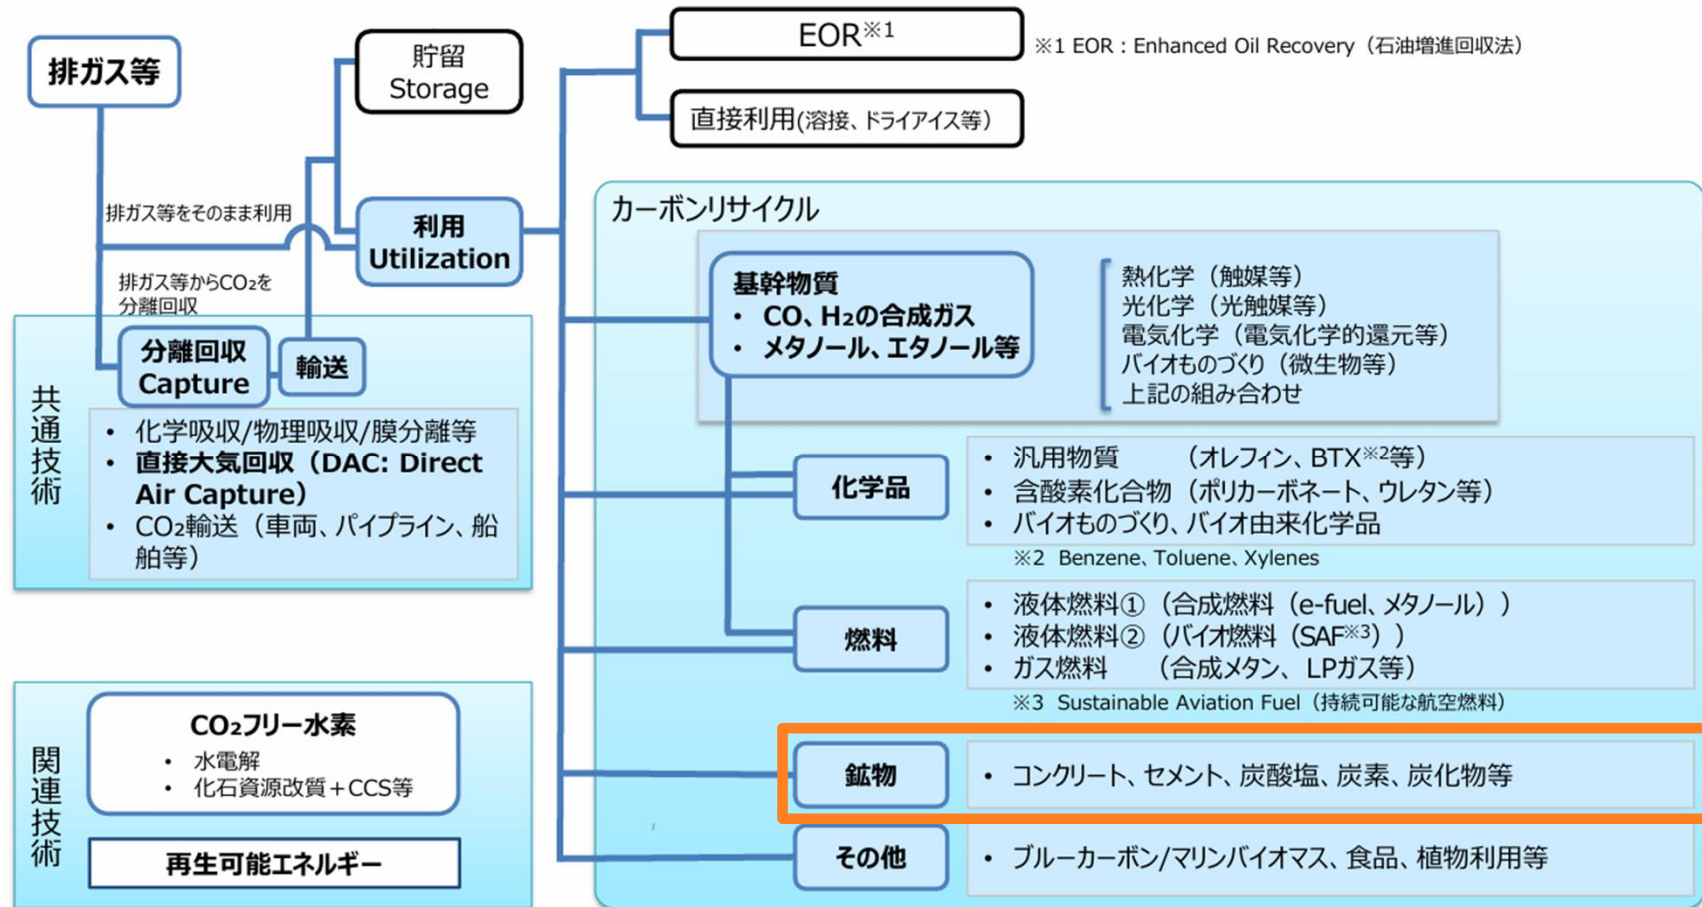 排ガス等
貯留
Storage
EOR※1
※1 EOR：Enhanced Oil Recovery（石油増進回収法）
直接利用(溶接、ドライアイス等）
排ガス等をそのまま利用
利用
Utilization
排ガス等からCO₂を
分離回収
共通技術
分離回収
Capture
輸送
• 化学吸収/物理吸収/膜分離等
• 直接大気回収（DAC: Direct
Air Capture）
• CO₂輸送（車両、パイプライン、船
舶等）
関連技術
CO₂フリー水素
• 水電解
• 化石資源改質＋CCS等
再生可能エネルギー
カーボンリサイクル
基幹物質
• CO、H₂の合成ガス
• メタノール、エタノール等
熱化学（触媒等）
光化学（光触媒等）
電気化学（電気化学的還元等）
バイオものづくり（微生物等）
上記の組み合わせ
化学品
• 汎用物質　　（オレフィン、BTX※2等）
• 含酸素化合物（ポリカーボネート、ウレタン等）
• バイオものづくり、バイオ由来化学品
※2 Benzene、Toluene、Xylenes
燃料
• 液体燃料①（合成燃料（e-fuel、メタノール））
• 液体燃料②（バイオ燃料（SAF※3））
• ガス燃料　　（合成メタン、LPガス等）
※3 Sustainable Aviation Fuel（持続可能な航空燃料）
鉱物
• コンクリート、セメント、炭酸塩、炭素、炭化物等
その他
• ブルーカーボン/マリンバイオマス、食品、植物利用等